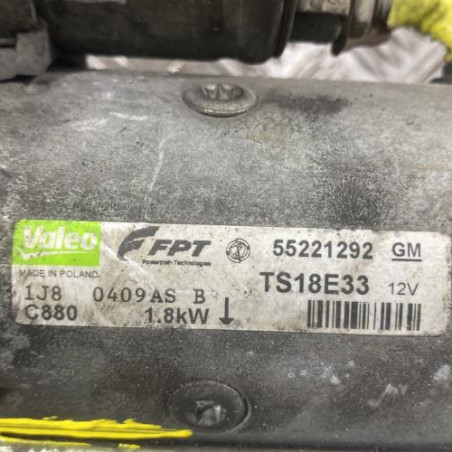 Valeo FPT 55221292 GM
Powertrain Technologies
MADE IN POLAND
TS18E33 12V
1J8 0409AS B
C880 1.8kW